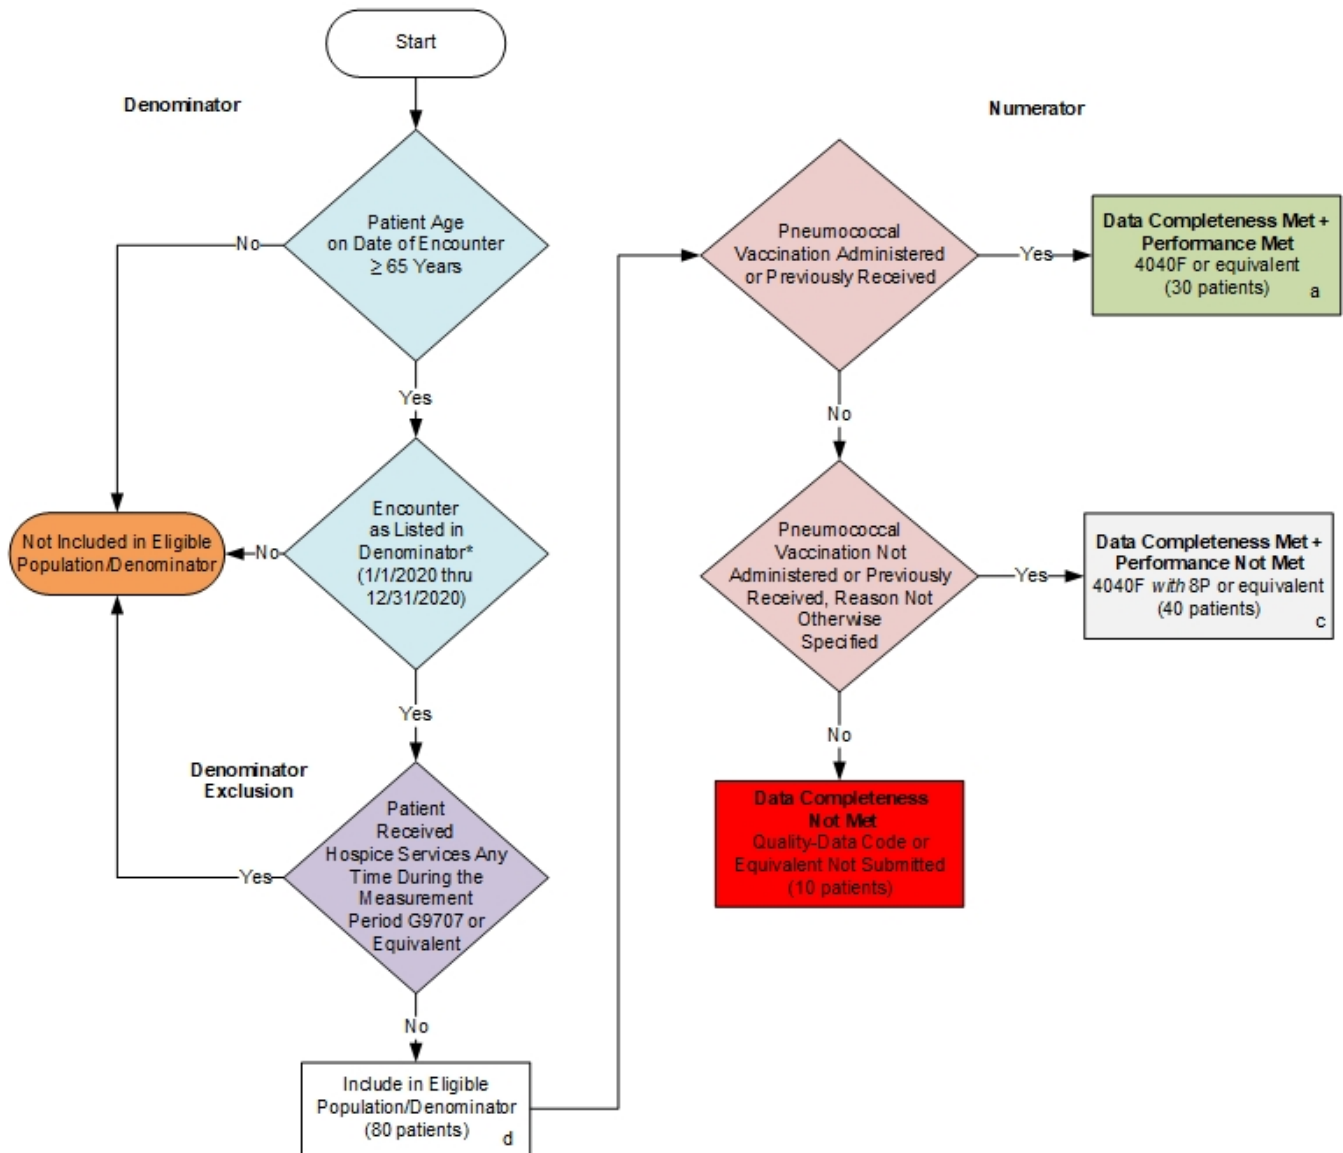 Start
Denominator
Patient Age
on Date of Encounter
≥ 65 Years
No
Yes
Encounter
as Listed in
Denominator*
(1/1/2020 thru
12/31/2020)
No
Not Included in Eligible
Population/Denominator
Yes
Denominator
Exclusion
Patient
Received
Hospice Services Any
Time During the
Measurement
Period G9707 or
Equivalent
Yes
No
Include in Eligible
Population/Denominator
(80 patients)
d
Numerator
Pneumococcal
Vaccination Administered
or Previously Received
Yes
Data Completeness Met +
Performance Met
4040F or equivalent
(30 patients)
a
No
Pneumococcal
Vaccination Not
Administered or Previously
Received, Reason Not
Otherwise
Specified
Yes
Data Completeness Met +
Performance Not Met
4040F with 8P or equivalent
(40 patients)
c
No
Data Completeness
Not Met
Quality-Data Code or
Equivalent Not Submitted
(10 patients)